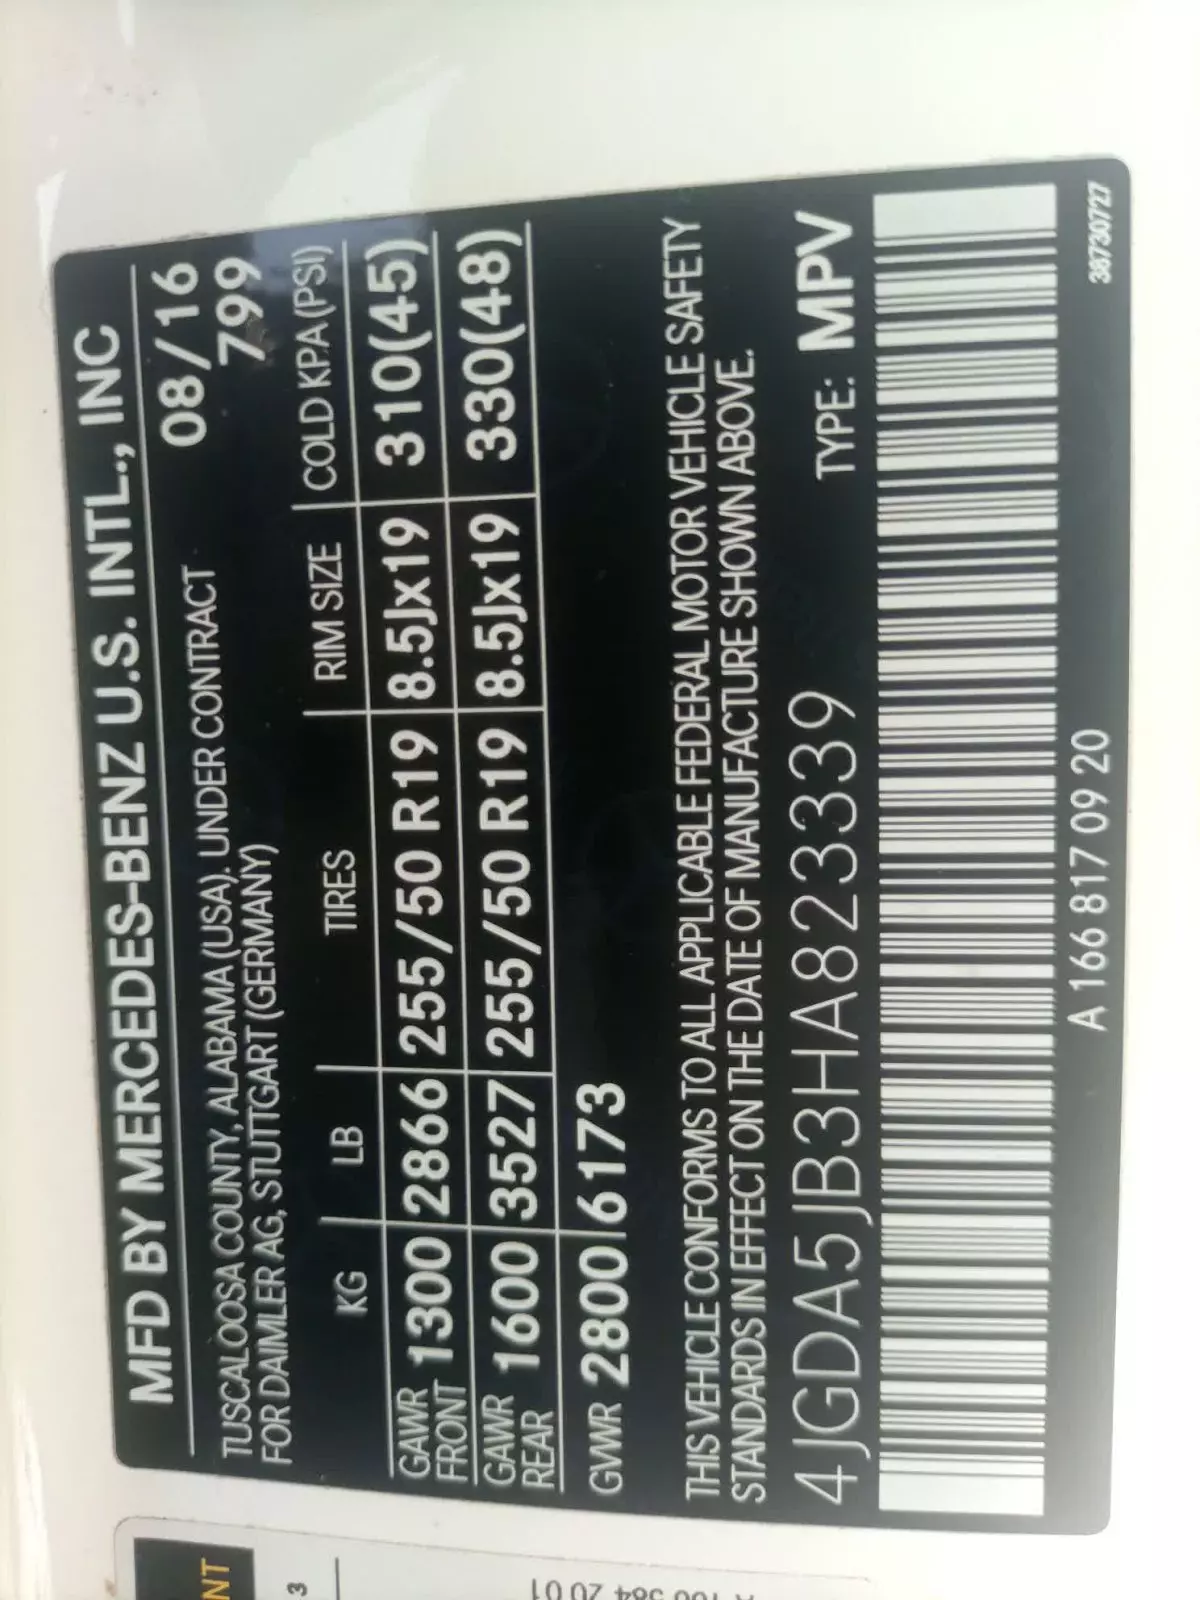 MFD BY MERCEDES-BENZ U.S. INTL., INC
08/16
TUSCALOOSA COUNTY, ALABAMA (USA). UNDER CONTRACT
799
FOR DAIMLER AG, STUTTGART (GERMANY)
KG LB TIRES RIM SIZE COLD KPA (PSI)
GAWR FRONT 1300 2866 255/50 R19 8.5Jx19 310(45)
GAWR REAR 1600 3527 255/50 R19 8.5Jx19 330(48)
GVWR 2800 6173
THIS VEHICLE CONFORMS TO ALL APPLICABLE FEDERAL MOTOR VEHICLE SAFETY
STANDARDS IN EFFECT ON THE DATE OF MANUFACTURE SHOWN ABOVE.
4JGDA5JB3HA823339 TYPE: MPV
A 166 817 09 20
38730727
NT
3